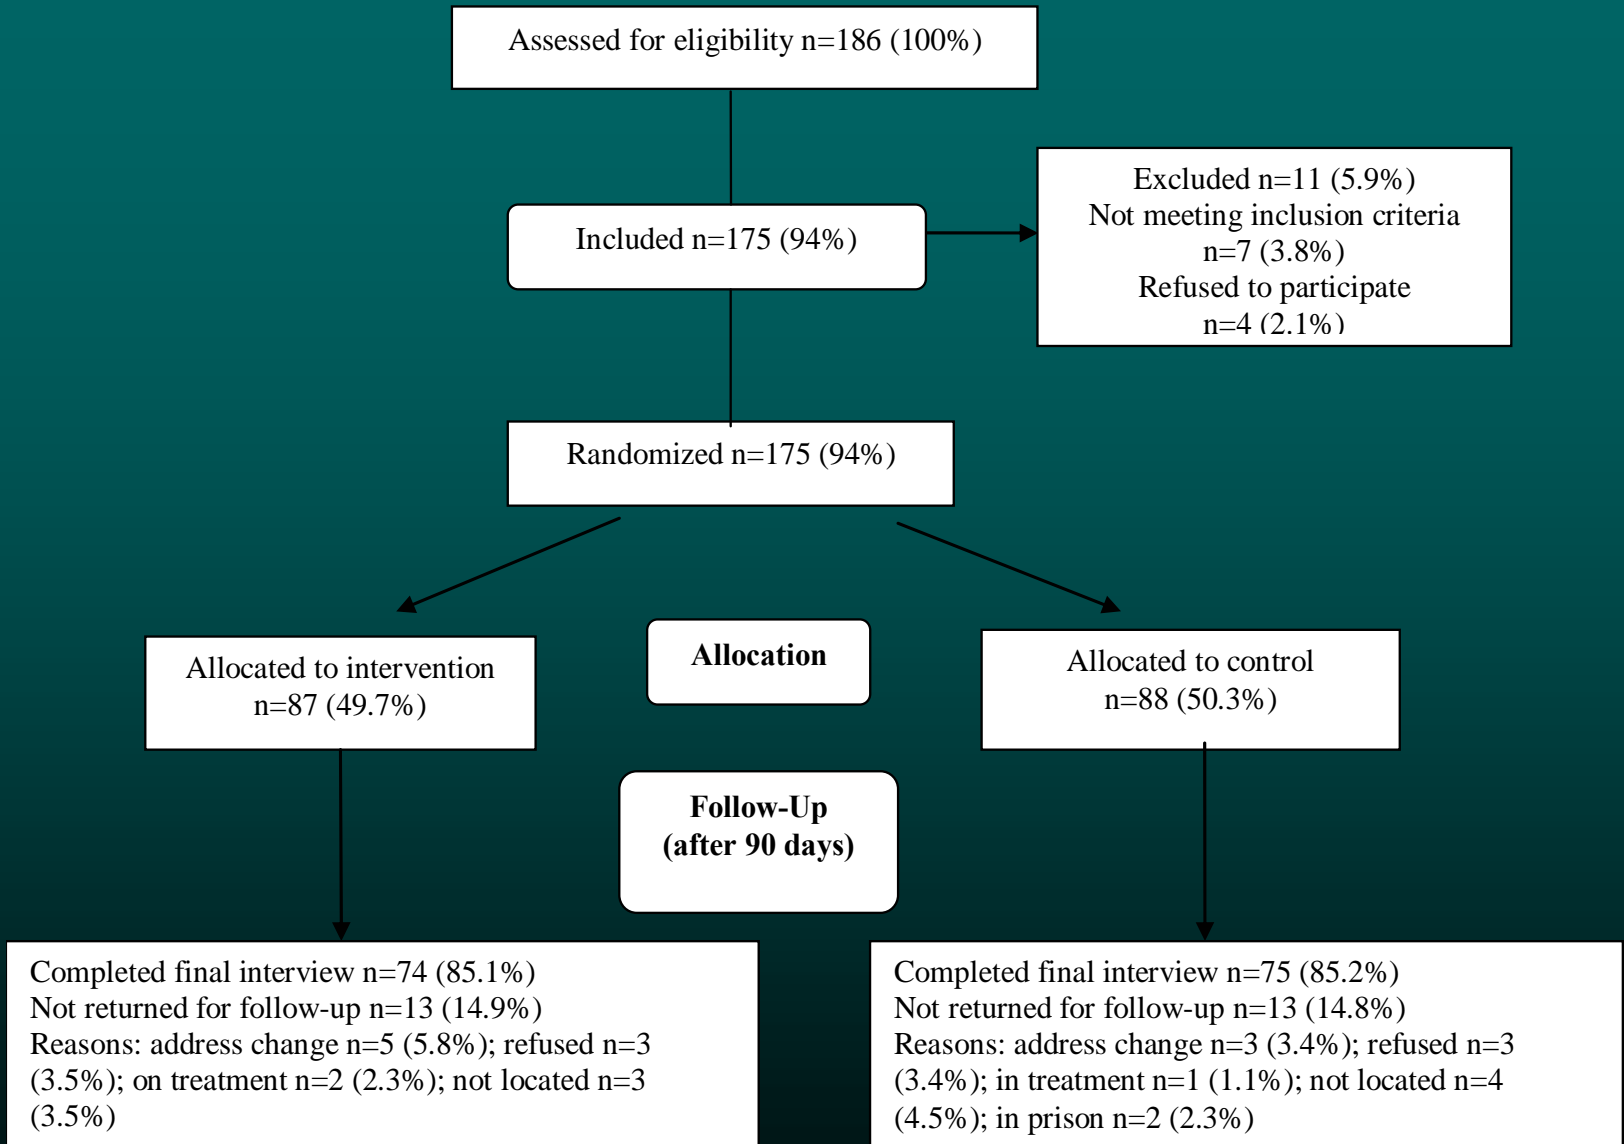 Assessed for eligibility n=186 (100%)
Excluded n=11 (5.9%)
Not meeting inclusion criteria
n=7 (3.8%)
Refused to participate
n=4 (2.1%)
Included n=175 (94%)
Randomized n=175 (94%)
Allocated to intervention
n=87 (49.7%)
Allocation
Allocated to control
n=88 (50.3%)
Follow-Up
(after 90 days)
Completed final interview n=74 (85.1%)
Not returned for follow-up n=13 (14.9%)
Reasons: address change n=5 (5.8%); refused n=3
(3.5%); on treatment n=2 (2.3%); not located n=3
(3.5%)
Completed final interview n=75 (85.2%)
Not returned for follow-up n=13 (14.8%)
Reasons: address change n=3 (3.4%); refused n=3
(3.4%); in treatment n=1 (1.1%); not located n=4
(4.5%); in prison n=2 (2.3%)